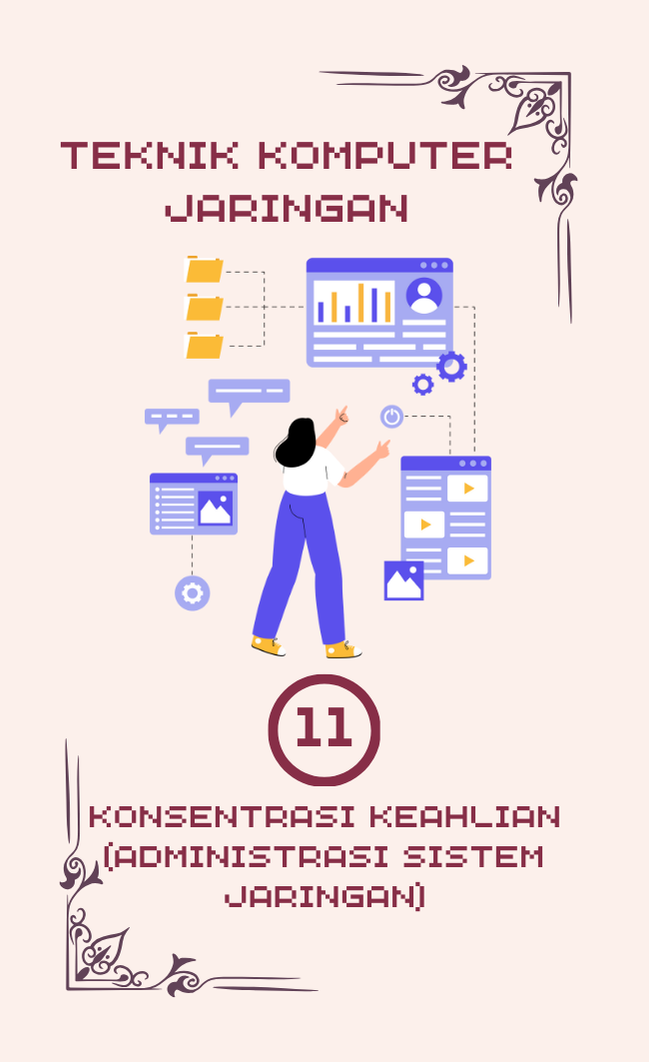 TEKNIK KOMPUTER
JARINGAN
11
KONSENTRASI KEAHLIAN
(ADMINISTRASI SISTEM
JARINGAN)